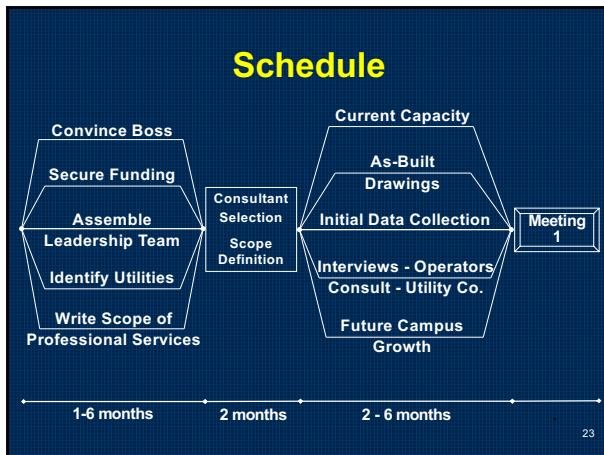 Schedule
Convince Boss
Secure Funding
Assemble
Leadership Team
Identify Utilities
Write Scope of
Professional Services
Consultant
Selection
Scope
Definition
Current Capacity
As-Built
Drawings
Initial Data Collection
Interviews - Operators
Consult - Utility Co.
Future Campus
Growth
Meeting
1
1-6 months
2 months
2 - 6 months
23